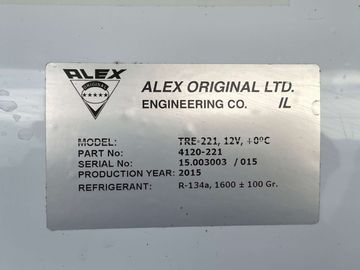 ALEX
ORIGINAL
ALEX ORIGINAL LTD.
ENGINEERING CO.
IL
MODEL: TRE-221, 12V, +0°C
PART No: 4120-221
SERIAL No: 15.003003 / 015
PRODUCTION YEAR: 2015
REFRIGERANT: R-134a, 1600 ± 100 Gr.